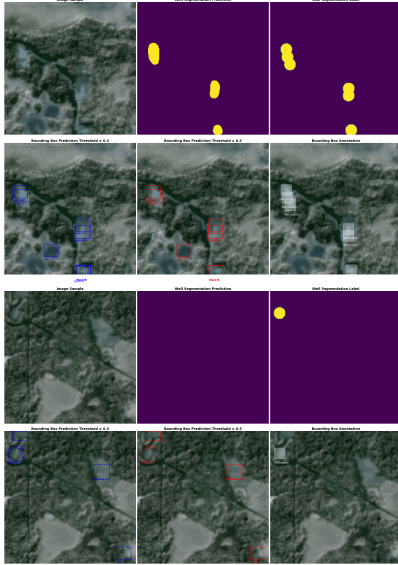 Image Sample
Well Segmentation Prediction
Well Segmentation Label
Bounding Box Prediction Threshold ≥ 0.3
Bounding Box Prediction Threshold ≥ 0.5
Bounding Box Annotation
Image Sample
Well Segmentation Prediction
Well Segmentation Label
Bounding Box Prediction Threshold ≥ 0.3
Bounding Box Prediction Threshold ≥ 0.5
Bounding Box Annotation